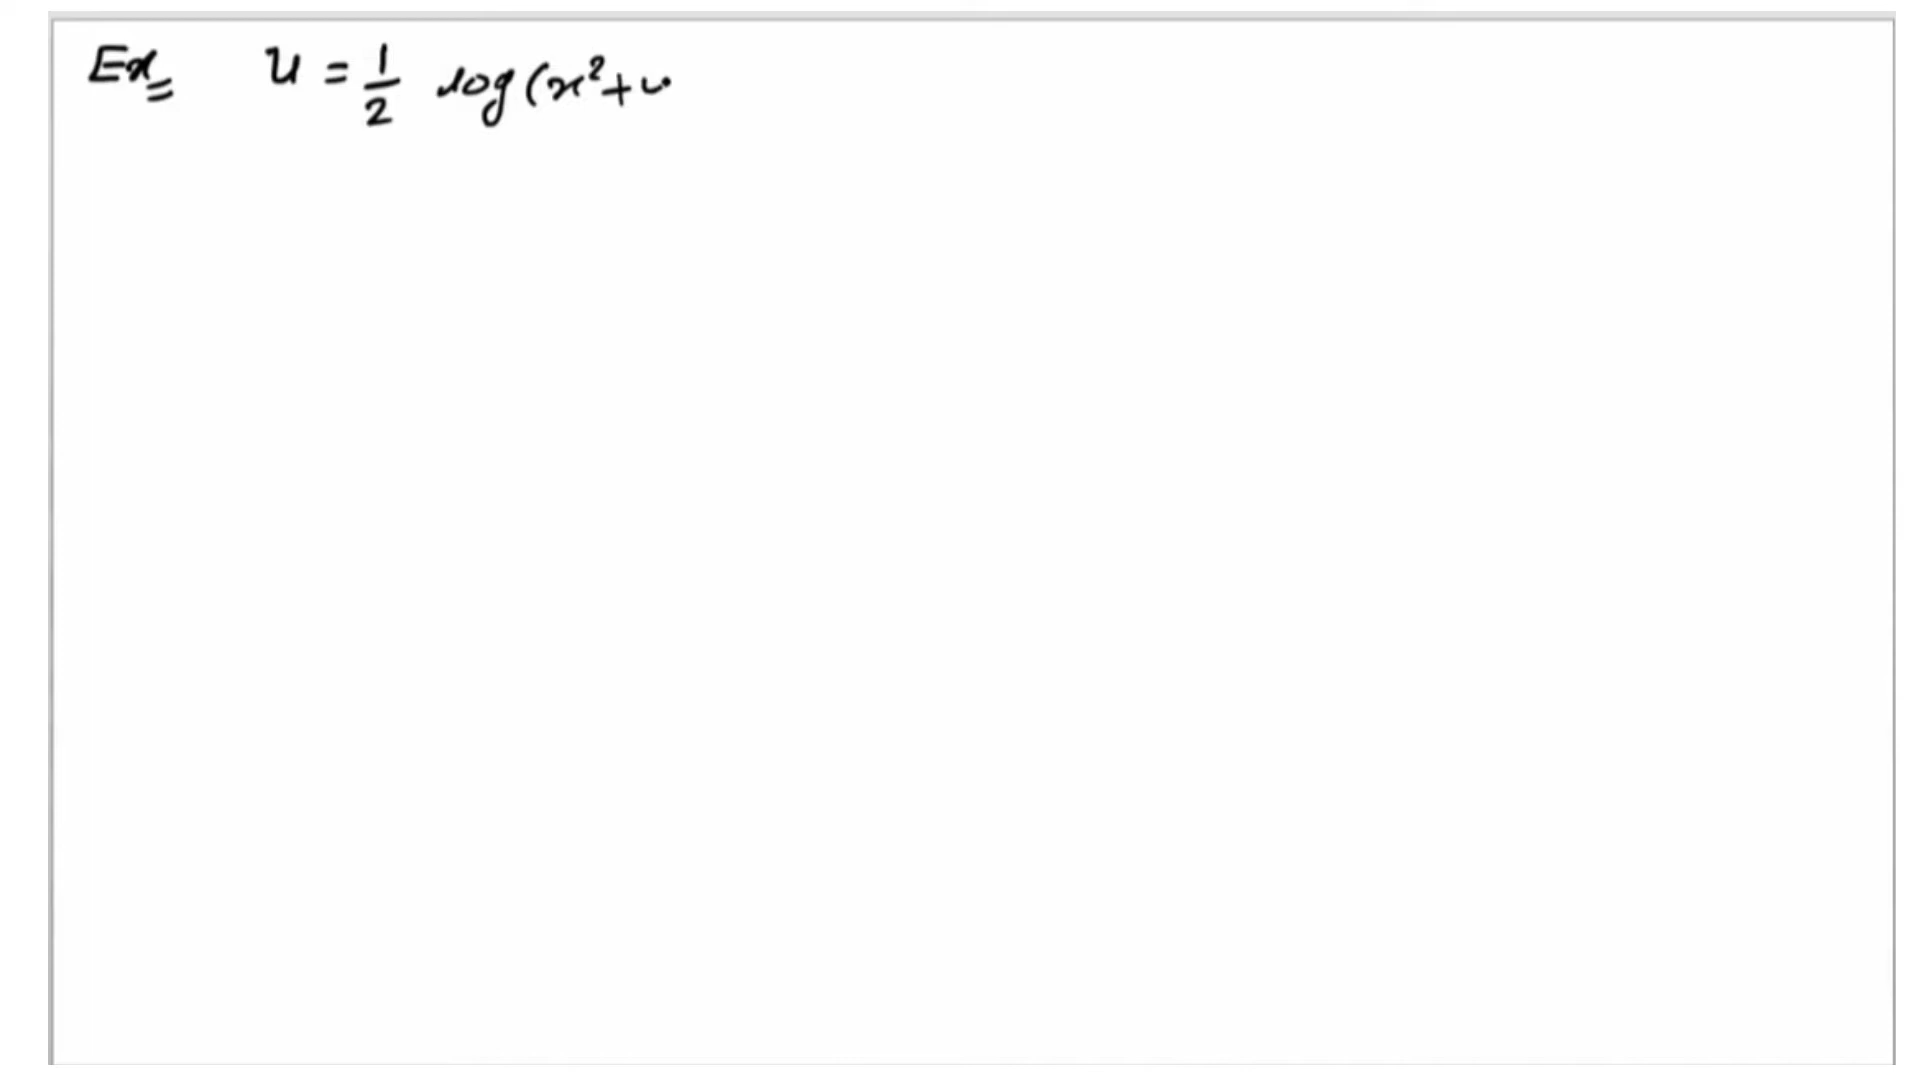 Ex U = 1/2 log(x²+